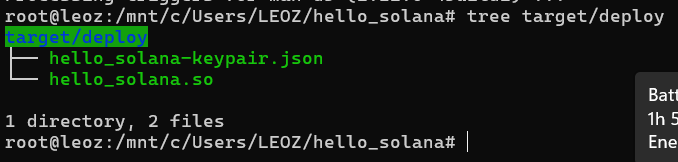 root@leoz:/mnt/c/Users/LEOZ/hello_solana# tree target/deploy
target/deploy
├── hello_solana-keypair.json
└── hello_solana.so
1 directory, 2 files
root@leoz:/mnt/c/Users/LEOZ/hello_solana#
Batt
1h 5
Ene